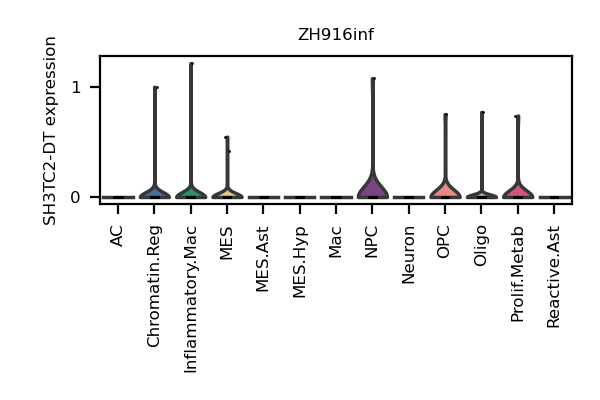 ZH916inf
SH3TC2-DT expression
1
0
AC
Chromatin.Reg
Inflammatory.Mac
MES
MES.Ast
MES.Hyp
Mac
NPC
Neuron
OPC
Oligo
Prolif.Metab
Reactive.Ast